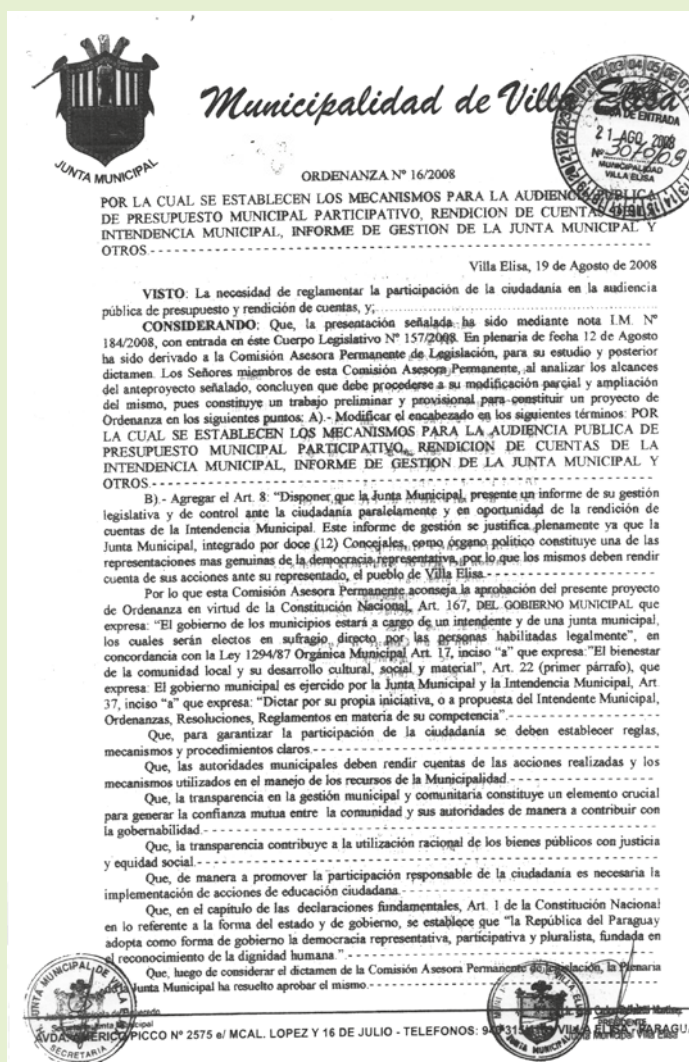 Municipalidad de Villa Elisa
JUNTA MUNICIPAL
DE ENTRADA
21 AGO. 2008
Nº 3070/09
MUNICIPALIDAD
VILLA ELISA
ORDENANZA Nº 16/2008
POR LA CUAL SE ESTABLECEN LOS MECANISMOS PARA LA AUDIENCIA PUBLICA
DE PRESUPUESTO MUNICIPAL PARTICIPATIVO, RENDICION DE CUENTAS DE LA
INTENDENCIA MUNICIPAL, INFORME DE GESTION DE LA JUNTA MUNICIPAL Y
OTROS.-
Villa Elisa, 19 de Agosto de 2008
VISTO: La necesidad de reglamentar la participación de la ciudadanía en la audiencia
pública de presupuesto y rendición de cuentas, y;
CONSIDERANDO: Que, la presentación señalada ha sido mediante nota I.M. Nº
184/2008, con entrada en éste Cuerpo Legislativo Nº 157/2008. En plenaria de fecha 12 de Agosto
ha sido derivado a la Comisión Asesora Permanente de Legislación, para su estudio y posterior
dictamen. Los Señores miembros de esta Comisión Asesora Permanente, al analizar los alcances
del anteproyecto señalado, concluyen que debe procederse a su modificación parcial y ampliación
del mismo, pues constituye un trabajo preliminar y provisional para constituir un proyecto de
Ordenanza en los siguientes puntos: A).- Modificar el encabezado en los siguientes términos: POR
LA CUAL SE ESTABLECEN LOS MECANISMOS PARA LA AUDIENCIA PUBLICA DE
PRESUPUESTO MUNICIPAL PARTICIPATIVO, RENDICION DE CUENTAS DE LA
INTENDENCIA MUNICIPAL, INFORME DE GESTION DE LA JUNTA MUNICIPAL Y
OTROS.-
B).- Agregar el Art. 8: “Disponer que la Junta Municipal, presente un informe de su gestión
legislativa y de control ante la ciudadanía paralelamente y en oportunidad de la rendición de
cuentas de la Intendencia Municipal. Este informe de gestión se justifica plenamente ya que la
Junta Municipal, integrado por doce (12) Concejales, como órgano político constituye una de las
representaciones mas genuinas de la democracia representativa, por lo que los mismos deben rendir
cuenta de sus acciones ante su representado, el pueblo de Villa Elisa.-
Por lo que esta Comisión Asesora Permanente aconseja la aprobación del presente proyecto
de Ordenanza en virtud de la Constitución Nacional, Art. 167, DEL GOBIERNO MUNICIPAL que
expresa: “El gobierno de los municipios estará a cargo de un intendente y de una junta municipal,
los cuales serán electos en sufragio directo por las personas habilitadas legalmente”, en
concordancia con la Ley 1294/87 Orgánica Municipal Art. 17, inciso “a” que expresa:”El bienestar
de la comunidad local y su desarrollo cultural, social y material”, Art. 22 (primer párrafo), que
expresa: El gobierno municipal es ejercido por la Junta Municipal y la Intendencia Municipal, Art.
37, inciso “a” que expresa: “Dictar por su propia iniciativa, o a propuesta del Intendente Municipal,
Ordenanzas, Resoluciones, Reglamentos en materia de su competencia”.-
Que, para garantizar la participación de la ciudadanía se deben establecer reglas,
mecanismos y procedimientos claros.-
Que, las autoridades municipales deben rendir cuentas de las acciones realizadas y los
mecanismos utilizados en el manejo de los recursos de la Municipalidad.-
Que, la transparencia en la gestión municipal y comunitaria constituye un elemento crucial
para generar la confianza mutua entre la comunidad y sus autoridades de manera a contribuir con
la gobernabilidad.-
Que, la transparencia contribuye a la utilización racional de los bienes públicos con justicia
y equidad social.-
Que, de manera a promover la participación responsable de la ciudadanía es necesaria la
implementación de acciones de educación ciudadana.-
Que, en el capitulo de las declaraciones fundamentales, Art. 1 de la Constitución Nacional
en lo referente a la forma del estado y de gobierno, se establece que “la República del Paraguay
adopta como forma de gobierno la democracia representativa, participativa y pluralista, fundada en
el reconocimiento de la dignidad humana.”.-
Que, luego de considerar el dictamen de la Comisión Asesora Permanente de legislación, la Plenaria
de la Junta Municipal ha resuelto aprobar el mismo.-
JUNTA MUNICIPAL DE
SECRETARIA
PRESIDENTE
AVDA. AMERICO PICCO Nº 2575 e/ MCAL. LOPEZ Y 16 DE JULIO - TELEFONOS: VILLA ELISA - PARAGUA